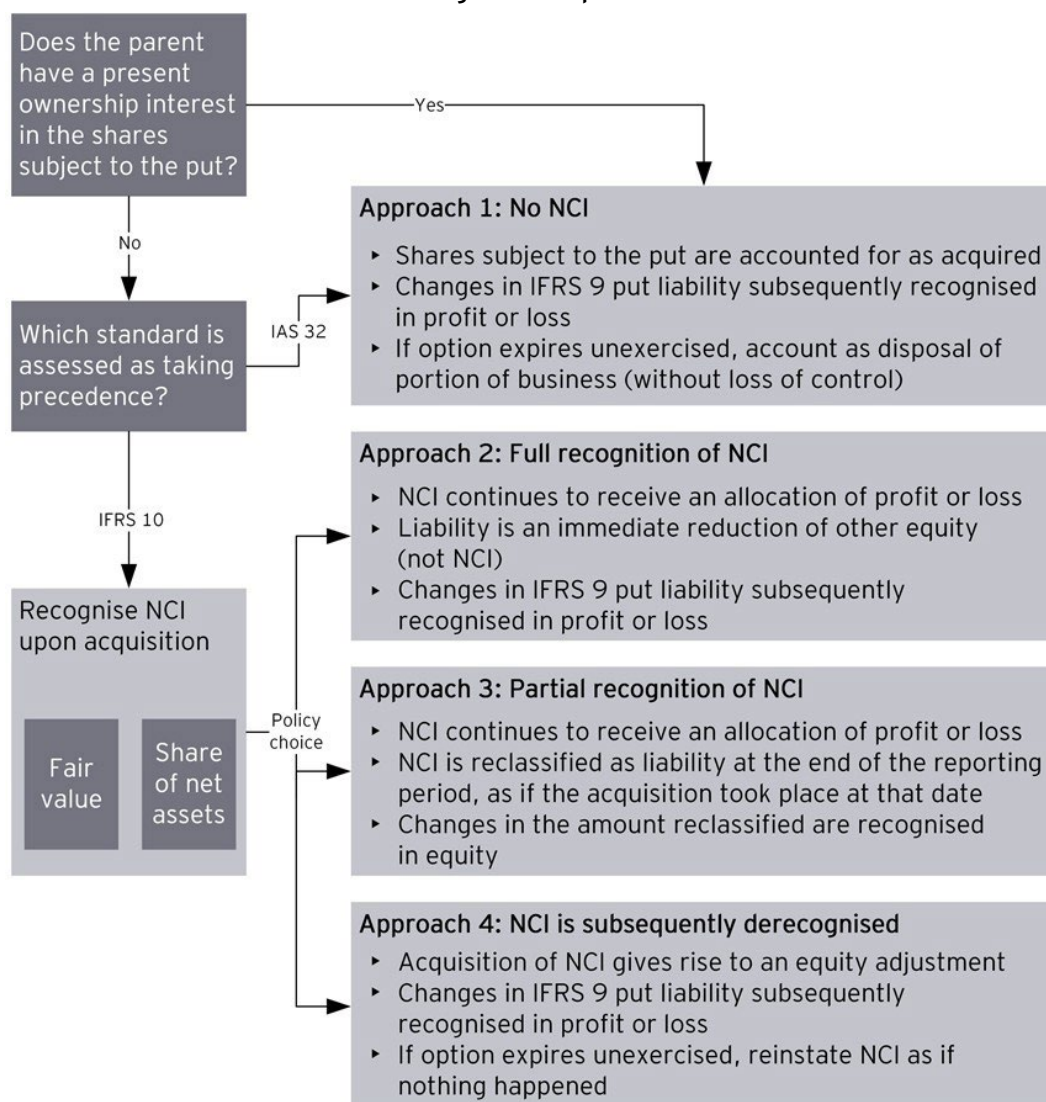 Does the parent
have a present
ownership interest
in the shares
subject to the put?
Yes
No
Which standard is
assessed as taking
precedence?
IAS 32
IFRS 10
Recognise NCI
upon acquisition
Fair
value
Share
of net
assets
Policy
choice
Approach 1: No NCI
‣ Shares subject to the put are accounted for as acquired
‣ Changes in IFRS 9 put liability subsequently recognised
in profit or loss
‣ If option expires unexercised, account as disposal of
portion of business (without loss of control)
Approach 2: Full recognition of NCI
‣ NCI continues to receive an allocation of profit or loss
‣ Liability is an immediate reduction of other equity
(not NCI)
‣ Changes in IFRS 9 put liability subsequently
recognised in profit or loss
Approach 3: Partial recognition of NCI
‣ NCI continues to receive an allocation of profit or loss
‣ NCI is reclassified as liability at the end of the reporting
period, as if the acquisition took place at that date
‣ Changes in the amount reclassified are recognised
in equity
Approach 4: NCI is subsequently derecognised
‣ Acquisition of NCI gives rise to an equity adjustment
‣ Changes in IFRS 9 put liability subsequently
recognised in profit or loss
‣ If option expires unexercised, reinstate NCI as if
nothing happened